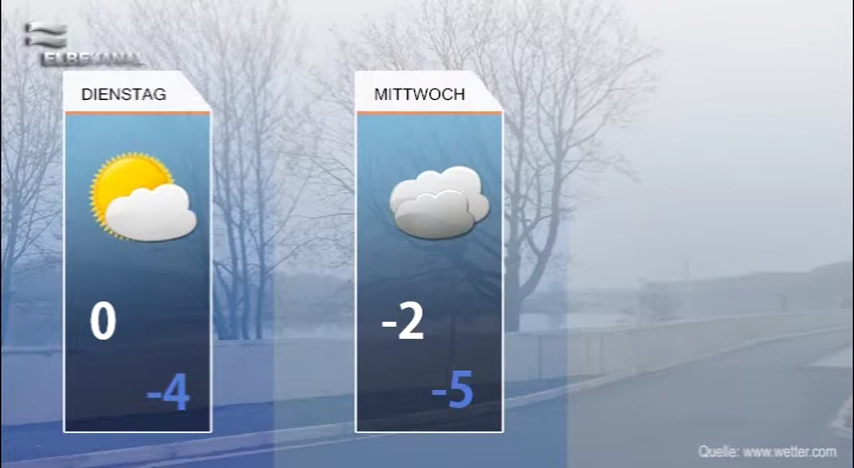 ELBEKANAL
DIENSTAG
MITTWOCH
0
-2
-4
-5
Quelle: www.wetter.com